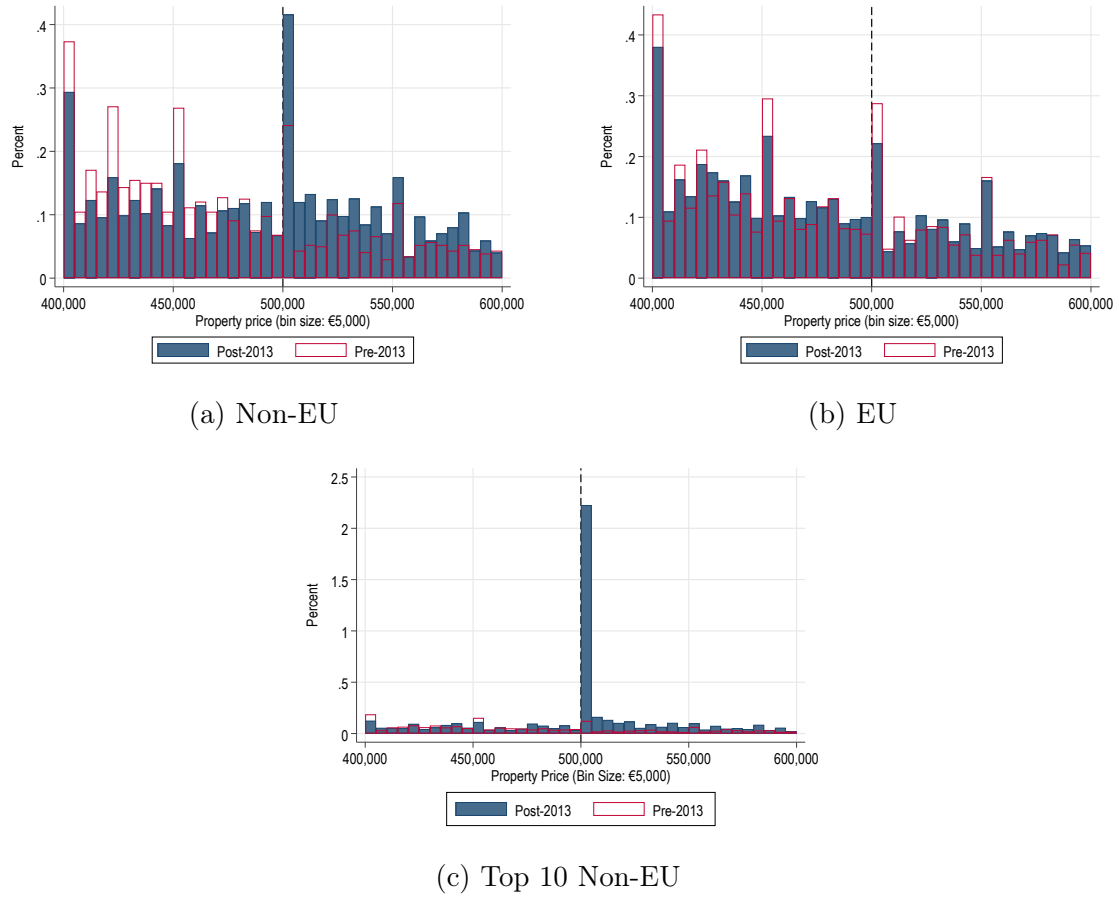 .4
.3
.2
.1
0
Percent
400,000 450,000 500,000 550,000 600,000
Property price (bin size: €5,000)
Post-2013 Pre-2013
(a) Non-EU
.4
.3
.2
.1
0
Percent
400,000 450,000 500,000 550,000 600,000
Property price (bin size: €5,000)
Post-2013 Pre-2013
(b) EU
2.5
2
1.5
1
.5
0
Percent
400,000 450,000 500,000 550,000 600,000
Property Price (Bin Size: €5,000)
Post-2013 Pre-2013
(c) Top 10 Non-EU